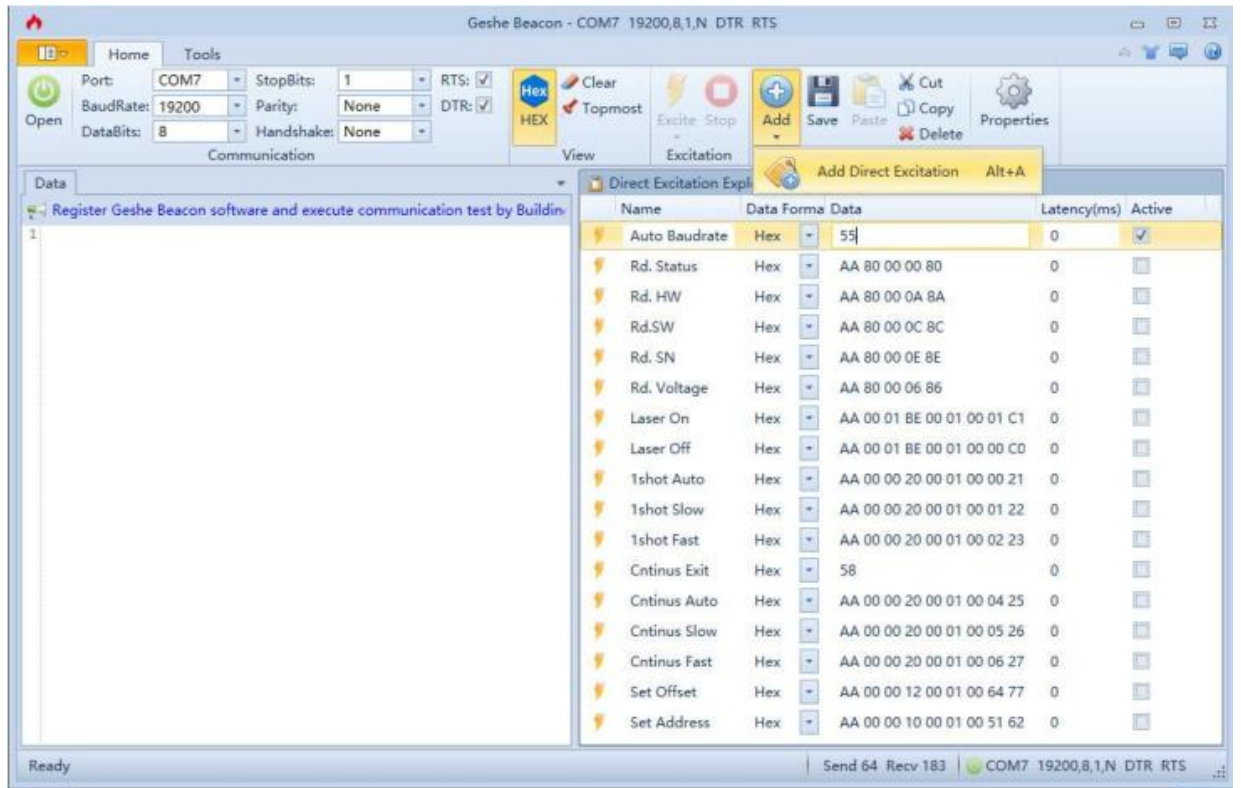 Geshe Beacon - COM7 19200,8,1,N DTR RTS
Home Tools
Port: COM7 StopBits: 1 RTS:
BaudRate: 19200 Parity: None DTR:
DataBits: 8 Handshake: None
Open
Communication
Hex
HEX
Clear
Topmost
View
Excite Stop
Excitation
Add Save Paste
Cut
Copy
Delete
Properties
Add Direct Excitation Alt+A
Data
Register Geshe Beacon software and execute communication test by Buildin
1
Direct Excitation Expl
Name Data Forma Data Latency(ms) Active
Auto Baudrate Hex 55 0
Rd. Status Hex AA 80 00 00 80 0
Rd. HW Hex AA 80 00 0A 8A 0
Rd.SW Hex AA 80 00 0C 8C 0
Rd. SN Hex AA 80 00 0E 8E 0
Rd. Voltage Hex AA 80 00 06 86 0
Laser On Hex AA 00 01 BE 00 01 00 01 C1 0
Laser Off Hex AA 00 01 BE 00 01 00 00 C0 0
1shot Auto Hex AA 00 00 20 00 01 00 00 21 0
1shot Slow Hex AA 00 00 20 00 01 00 01 22 0
1shot Fast Hex AA 00 00 20 00 01 00 02 23 0
Cntinus Exit Hex 58 0
Cntinus Auto Hex AA 00 00 20 00 01 00 04 25 0
Cntinus Slow Hex AA 00 00 20 00 01 00 05 26 0
Cntinus Fast Hex AA 00 00 20 00 01 00 06 27 0
Set Offset Hex AA 00 00 12 00 01 00 64 77 0
Set Address Hex AA 00 00 10 00 01 00 51 62 0
Ready Send 64 Recv 183 COM7 19200,8,1,N DTR RTS